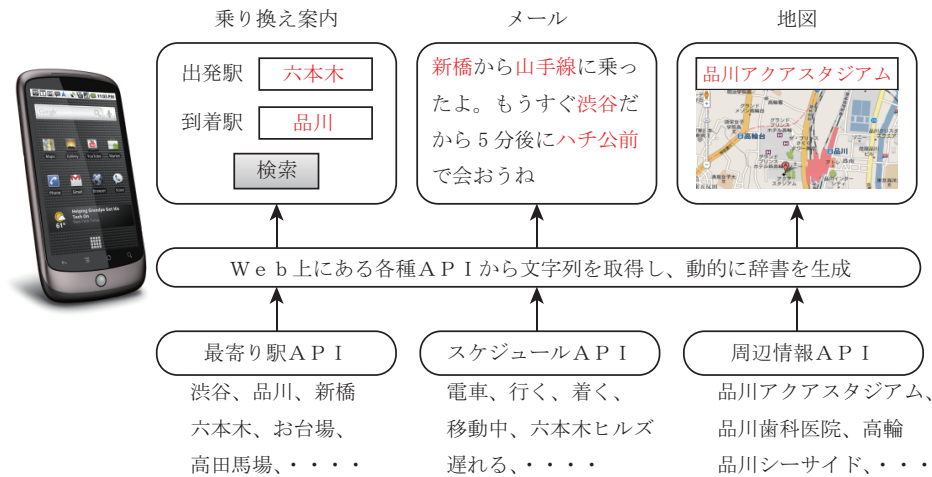 乗り換え案内
メール
地図
出発駅
六本木
到着駅
品川
検索
新橋から山手線に乗っ
たよ。もうすぐ渋谷だ
から5分後にハチ公前
で会おうね
品川アクアスタジアム
高輪台
品川
Web上にある各種APIから文字列を取得し、動的に辞書を生成
最寄り駅API
スケジュールAPI
周辺情報API
渋谷、品川、新橋
六本木、お台場、
高田馬場、・・・・
電車、行く、着く、
移動中、六本木ヒルズ
遅れる、・・・・
品川アクアスタジアム、
品川歯科医院、高輪
品川シーサイド、・・・